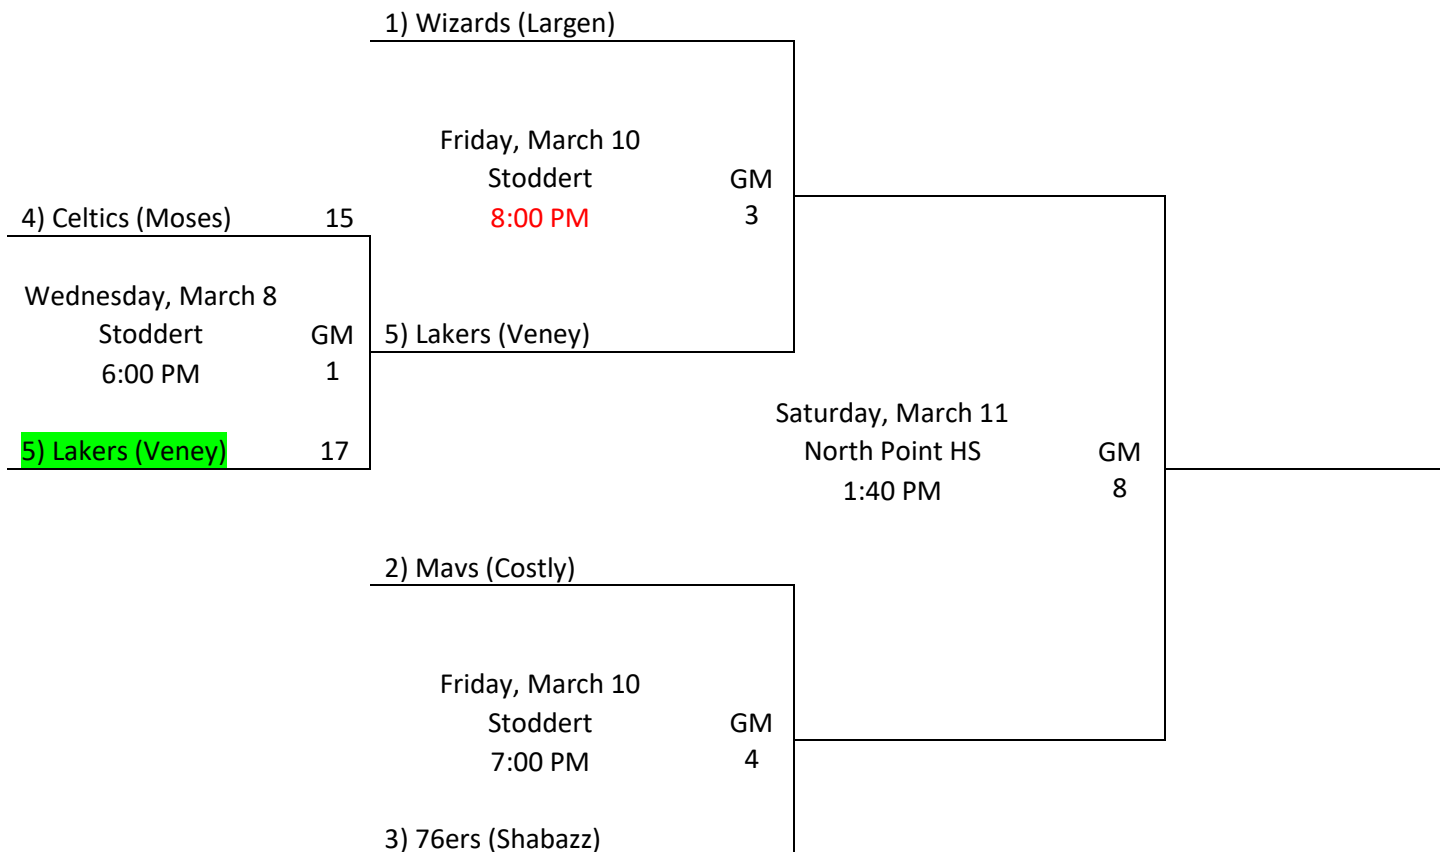 1) Wizards (Largen)
Friday, March 10
Stoddert
GM
8:00 PM
3
4) Celtics (Moses) 15
Wednesday, March 8
Stoddert
GM
6:00 PM
1
5) Lakers (Veney)
5) Lakers (Veney) 17
Saturday, March 11
North Point HS
GM
1:40 PM
8
2) Mavs (Costly)
Friday, March 10
Stoddert
GM
7:00 PM
4
3) 76ers (Shabazz)